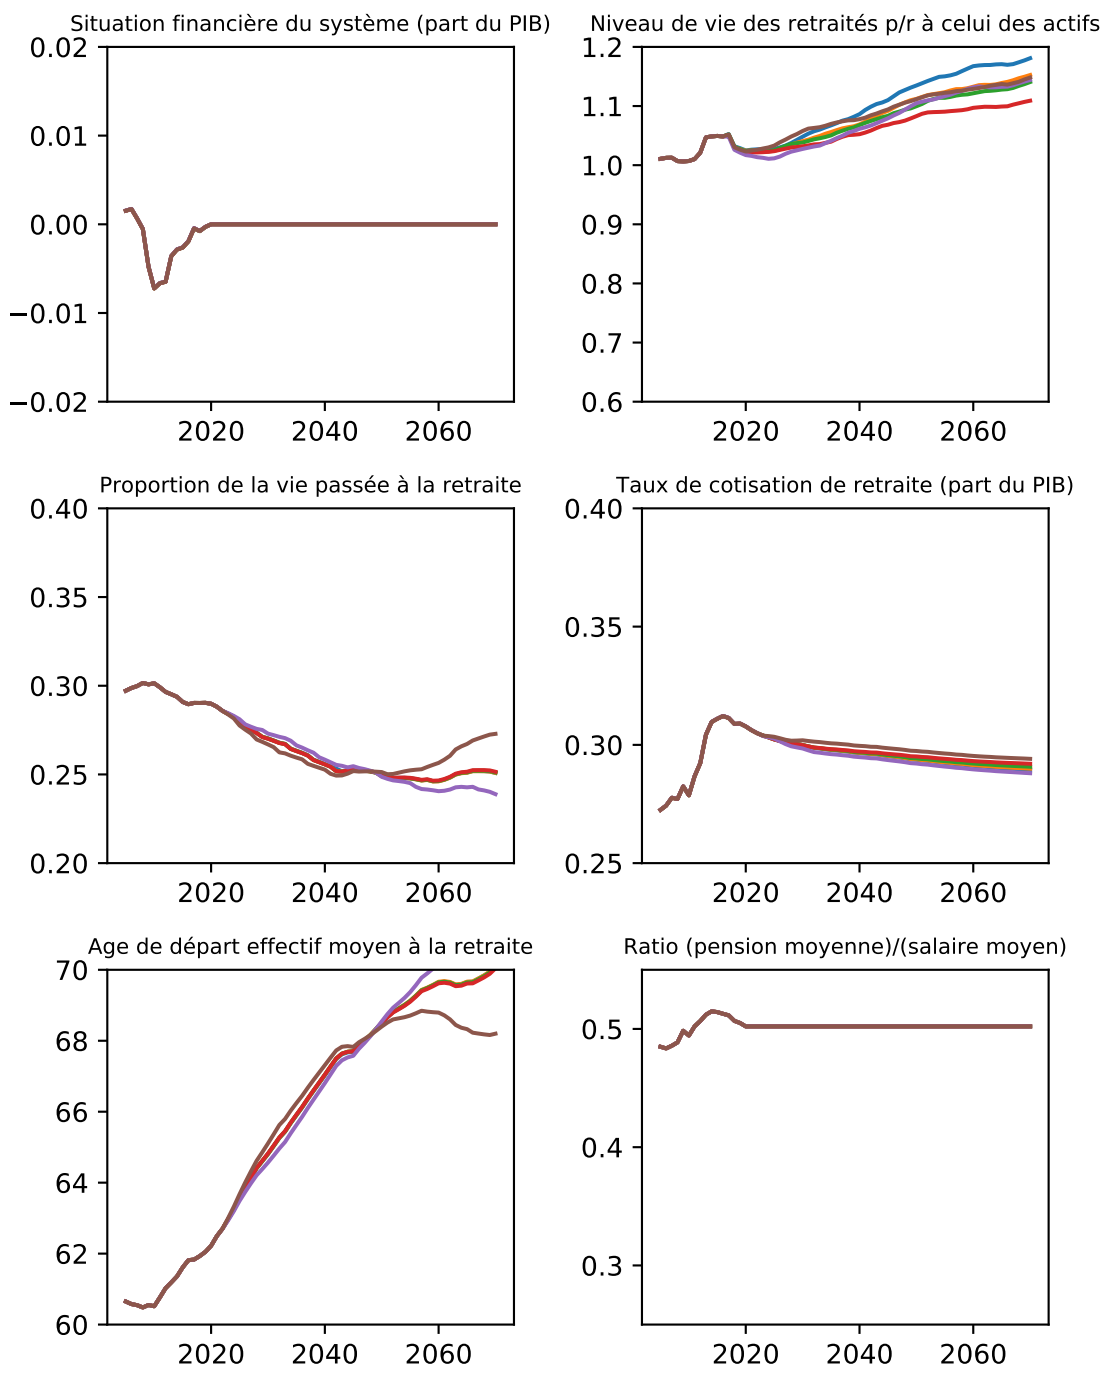 Situation financière du système (part du PIB)
0.02
0.01
0.00
−0.01
−0.02
2020 2040 2060
Niveau de vie des retraités p/r à celui des actifs
1.2
1.1
1.0
0.9
0.8
0.7
0.6
2020 2040 2060
Proportion de la vie passée à la retraite
0.40
0.35
0.30
0.25
0.20
2020 2040 2060
Taux de cotisation de retraite (part du PIB)
0.40
0.35
0.30
0.25
2020 2040 2060
Age de départ effectif moyen à la retraite
70
68
66
64
62
60
2020 2040 2060
Ratio (pension moyenne)/(salaire moyen)
0.5
0.4
0.3
2020 2040 2060